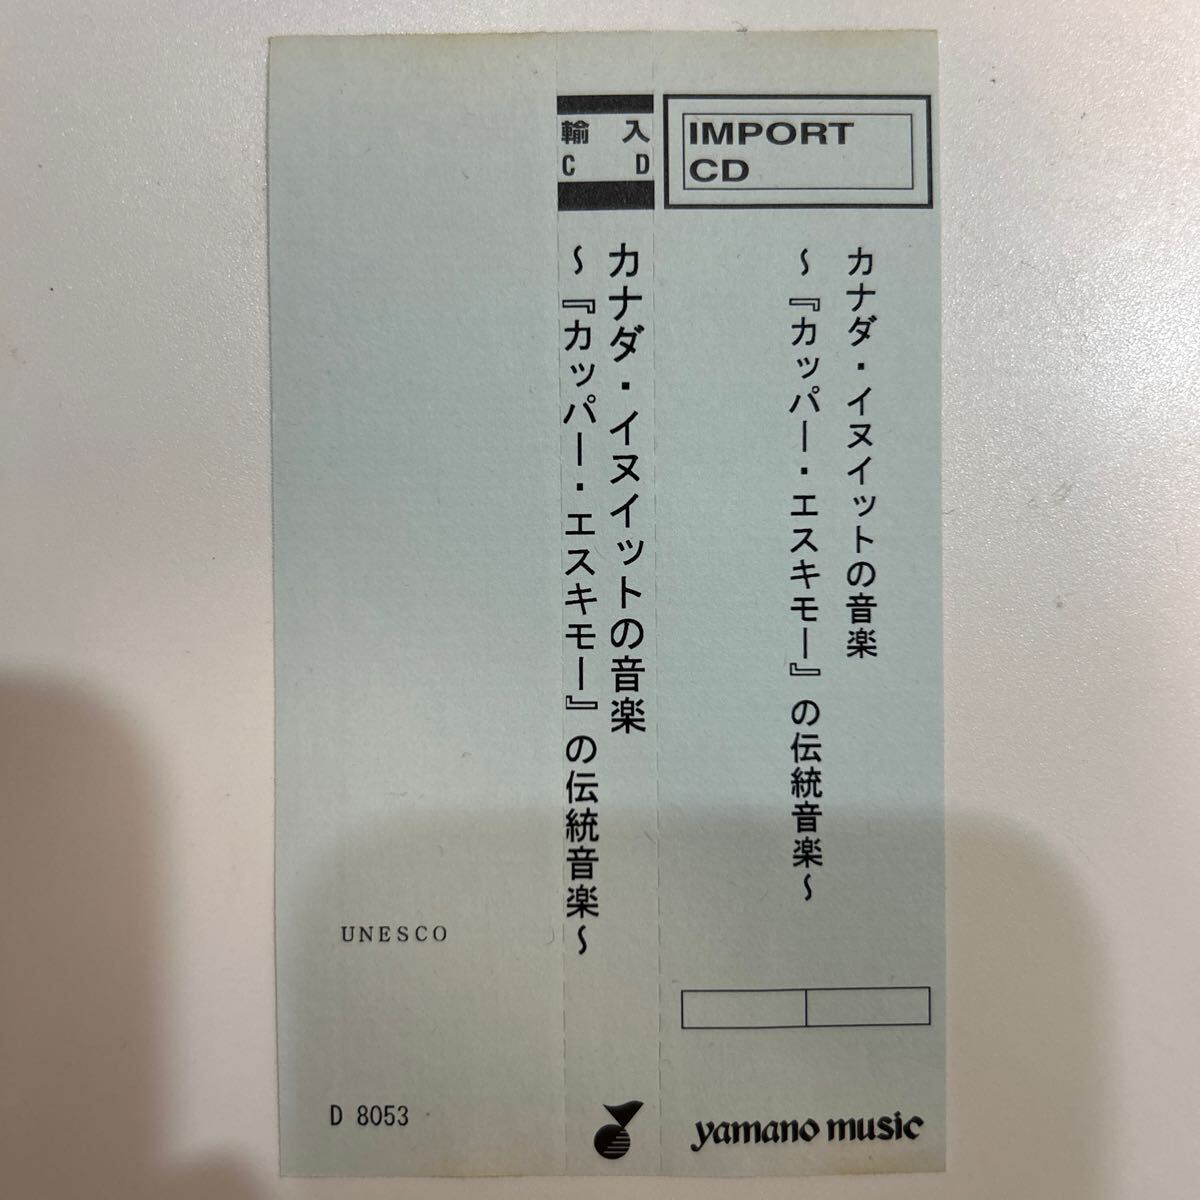 IMPORT
CD
カナダ・イヌイットの音楽
～『カッパー・エスキモー』の伝統音楽～
yamano music
輸入
CD
カナダ・イヌイットの音楽
～『カッパー・エスキモー』の伝統音楽～
UNESCO
D 8053